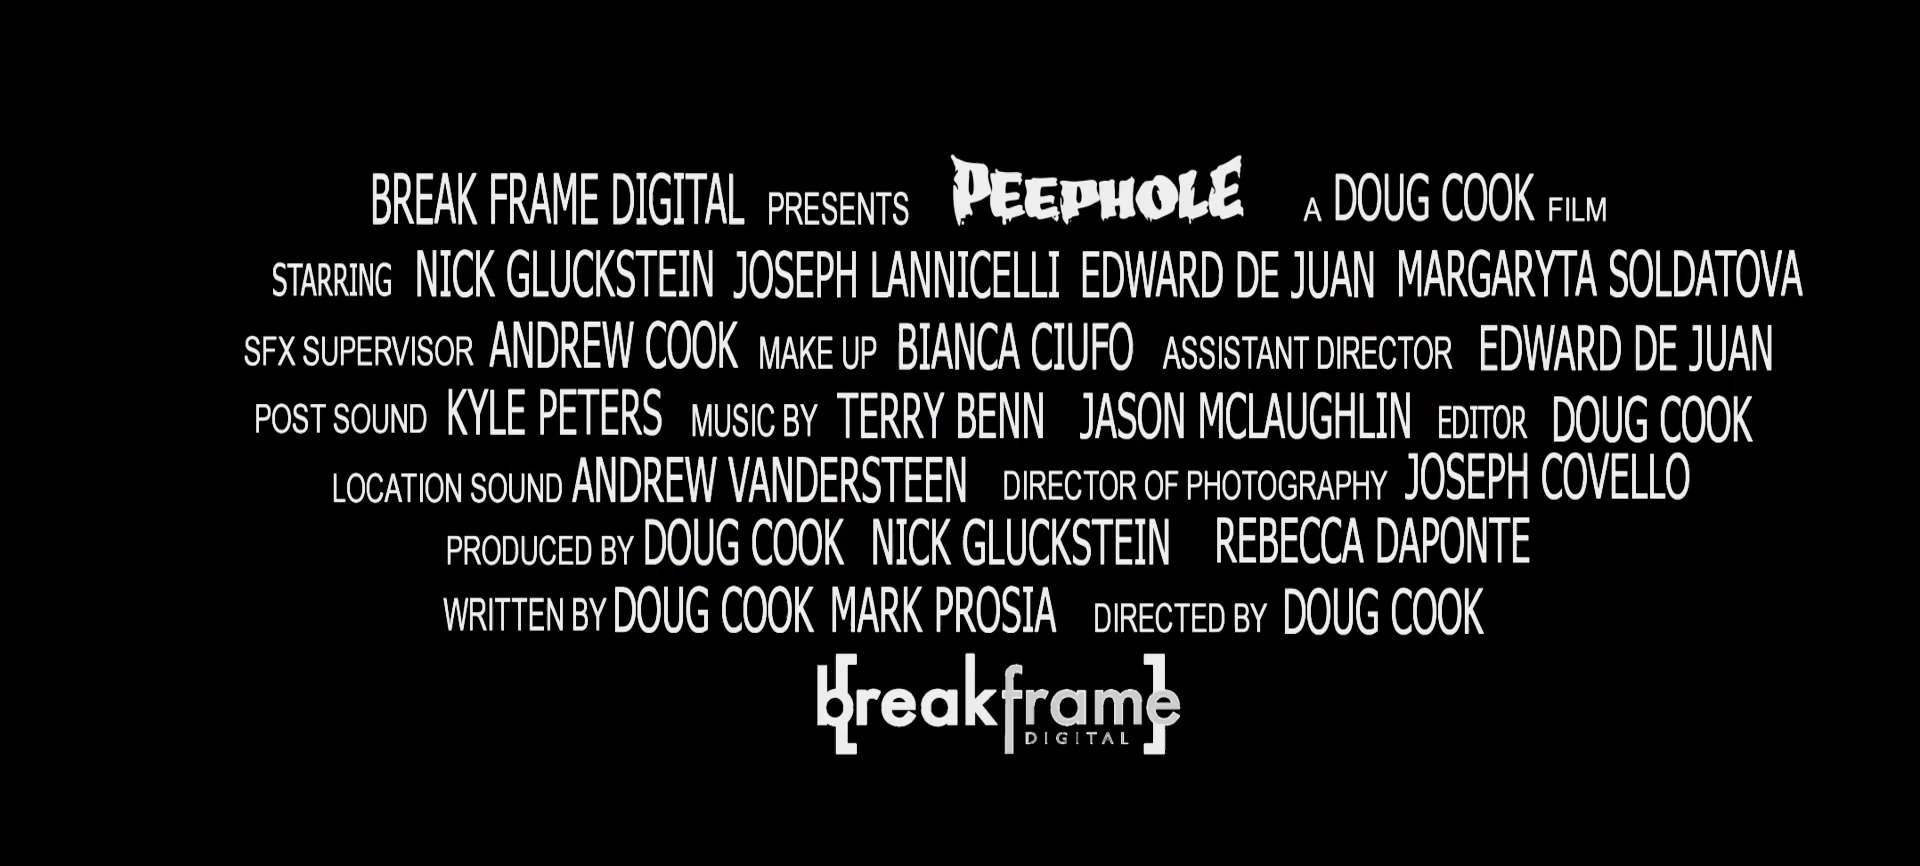 BREAK FRAME DIGITAL PRESENTS PEEPHOLE A DOUG COOK FILM
STARRING NICK GLUCKSTEIN JOSEPH LANNICELLI EDWARD DE JUAN MARGARYTA SOLDATOVA
SFX SUPERVISOR ANDREW COOK MAKE UP BIANCA CIUFO ASSISTANT DIRECTOR EDWARD DE JUAN
POST SOUND KYLE PETERS MUSIC BY TERRY BENN JASON MCLAUGHLIN EDITOR DOUG COOK
LOCATION SOUND ANDREW VANDERSTEEN DIRECTOR OF PHOTOGRAPHY JOSEPH COVELLO
PRODUCED BY DOUG COOK NICK GLUCKSTEIN REBECCA DAPONTE
WRITTEN BY DOUG COOK MARK PROSIA DIRECTED BY DOUG COOK
breakframe
DIGITAL